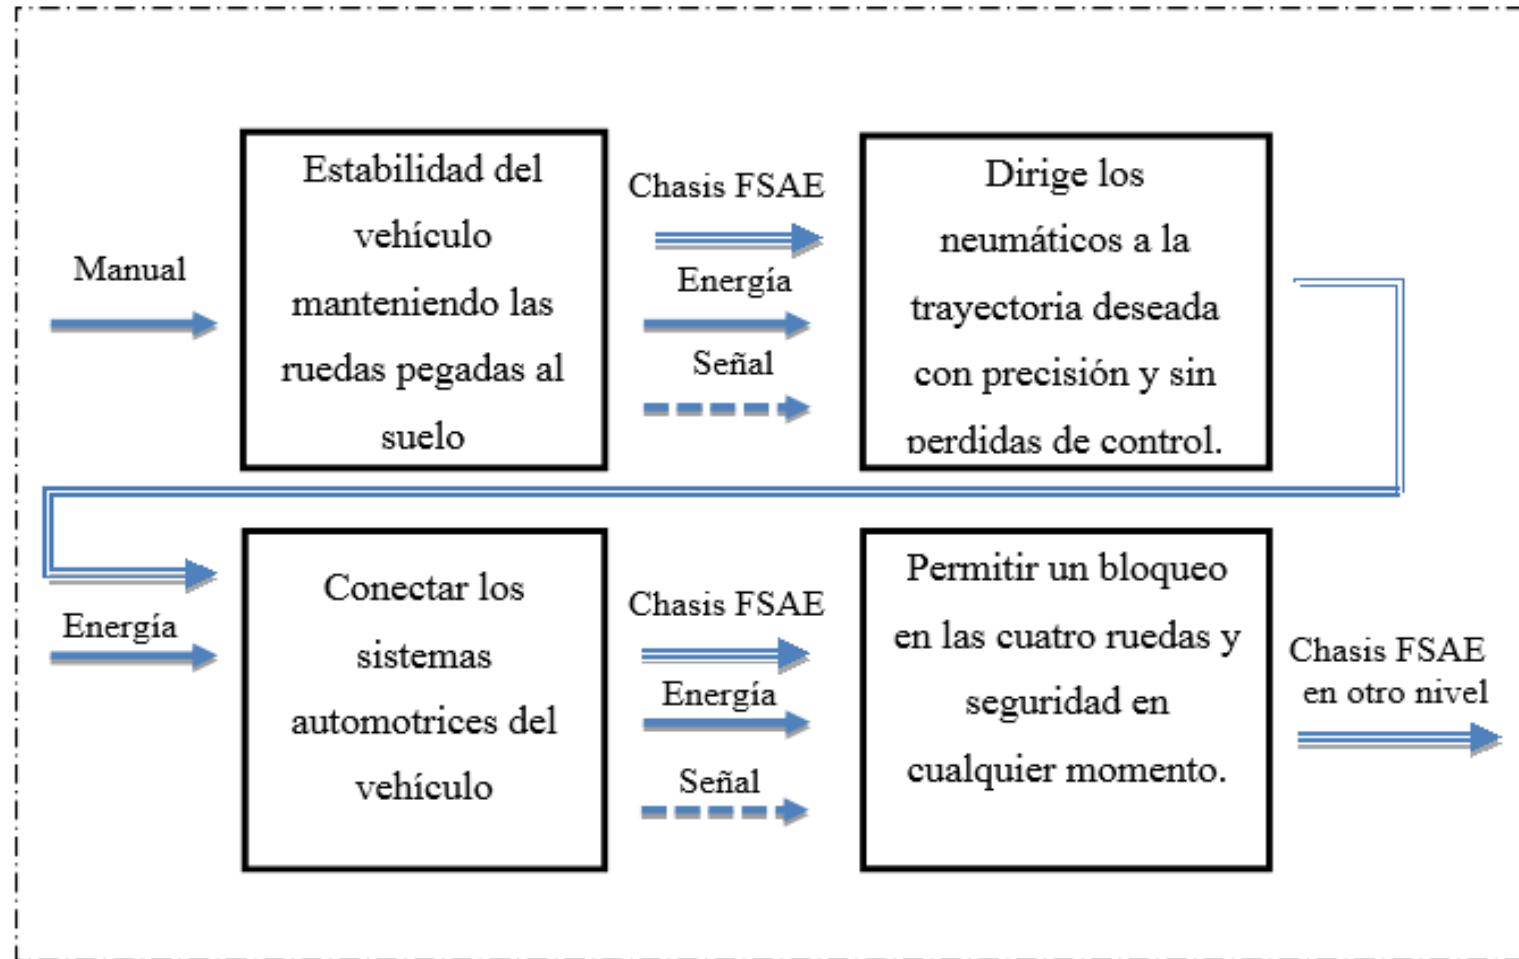 Manual
Estabilidad del
vehículo
manteniendo las
ruedas pegadas al
suelo
Chasis FSAE
Energía
Señal
Dirige los
neumáticos a la
trayectoria deseada
con precisión y sin
perdidas de control.
Energía
Conectar los
sistemas
automotrices del
vehículo
Chasis FSAE
Energía
Señal
Permitir un bloqueo
en las cuatro ruedas y
seguridad en
cualquier momento.
Chasis FSAE
en otro nivel